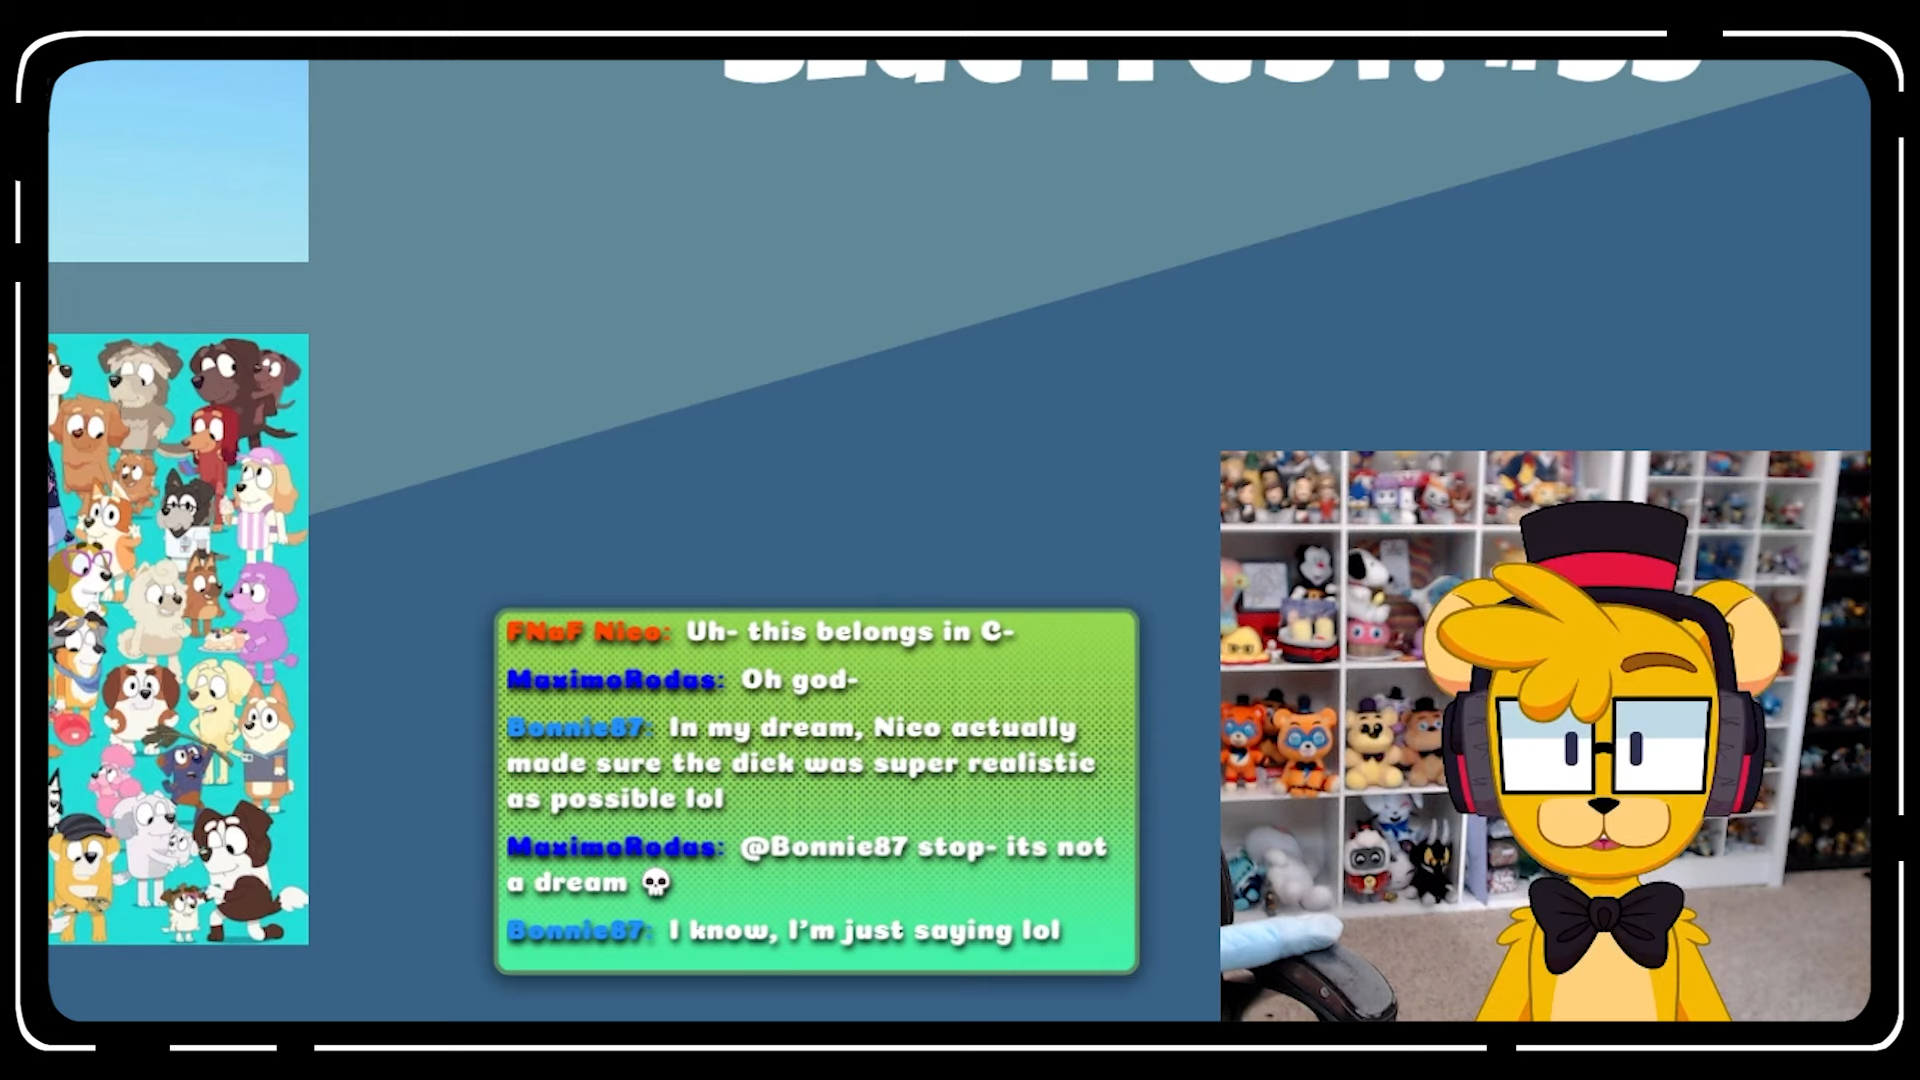 FNaF Nico: Uh- this belongs in C-
MaximoRodas: Oh god-
Bonnie87: In my dream, Nico actually
made sure the dick was super realistic
as possible lol
MaximoRodas: @Bonnie87 stop- its not
a dream 💀
Bonnie87: I know, I'm just saying lol